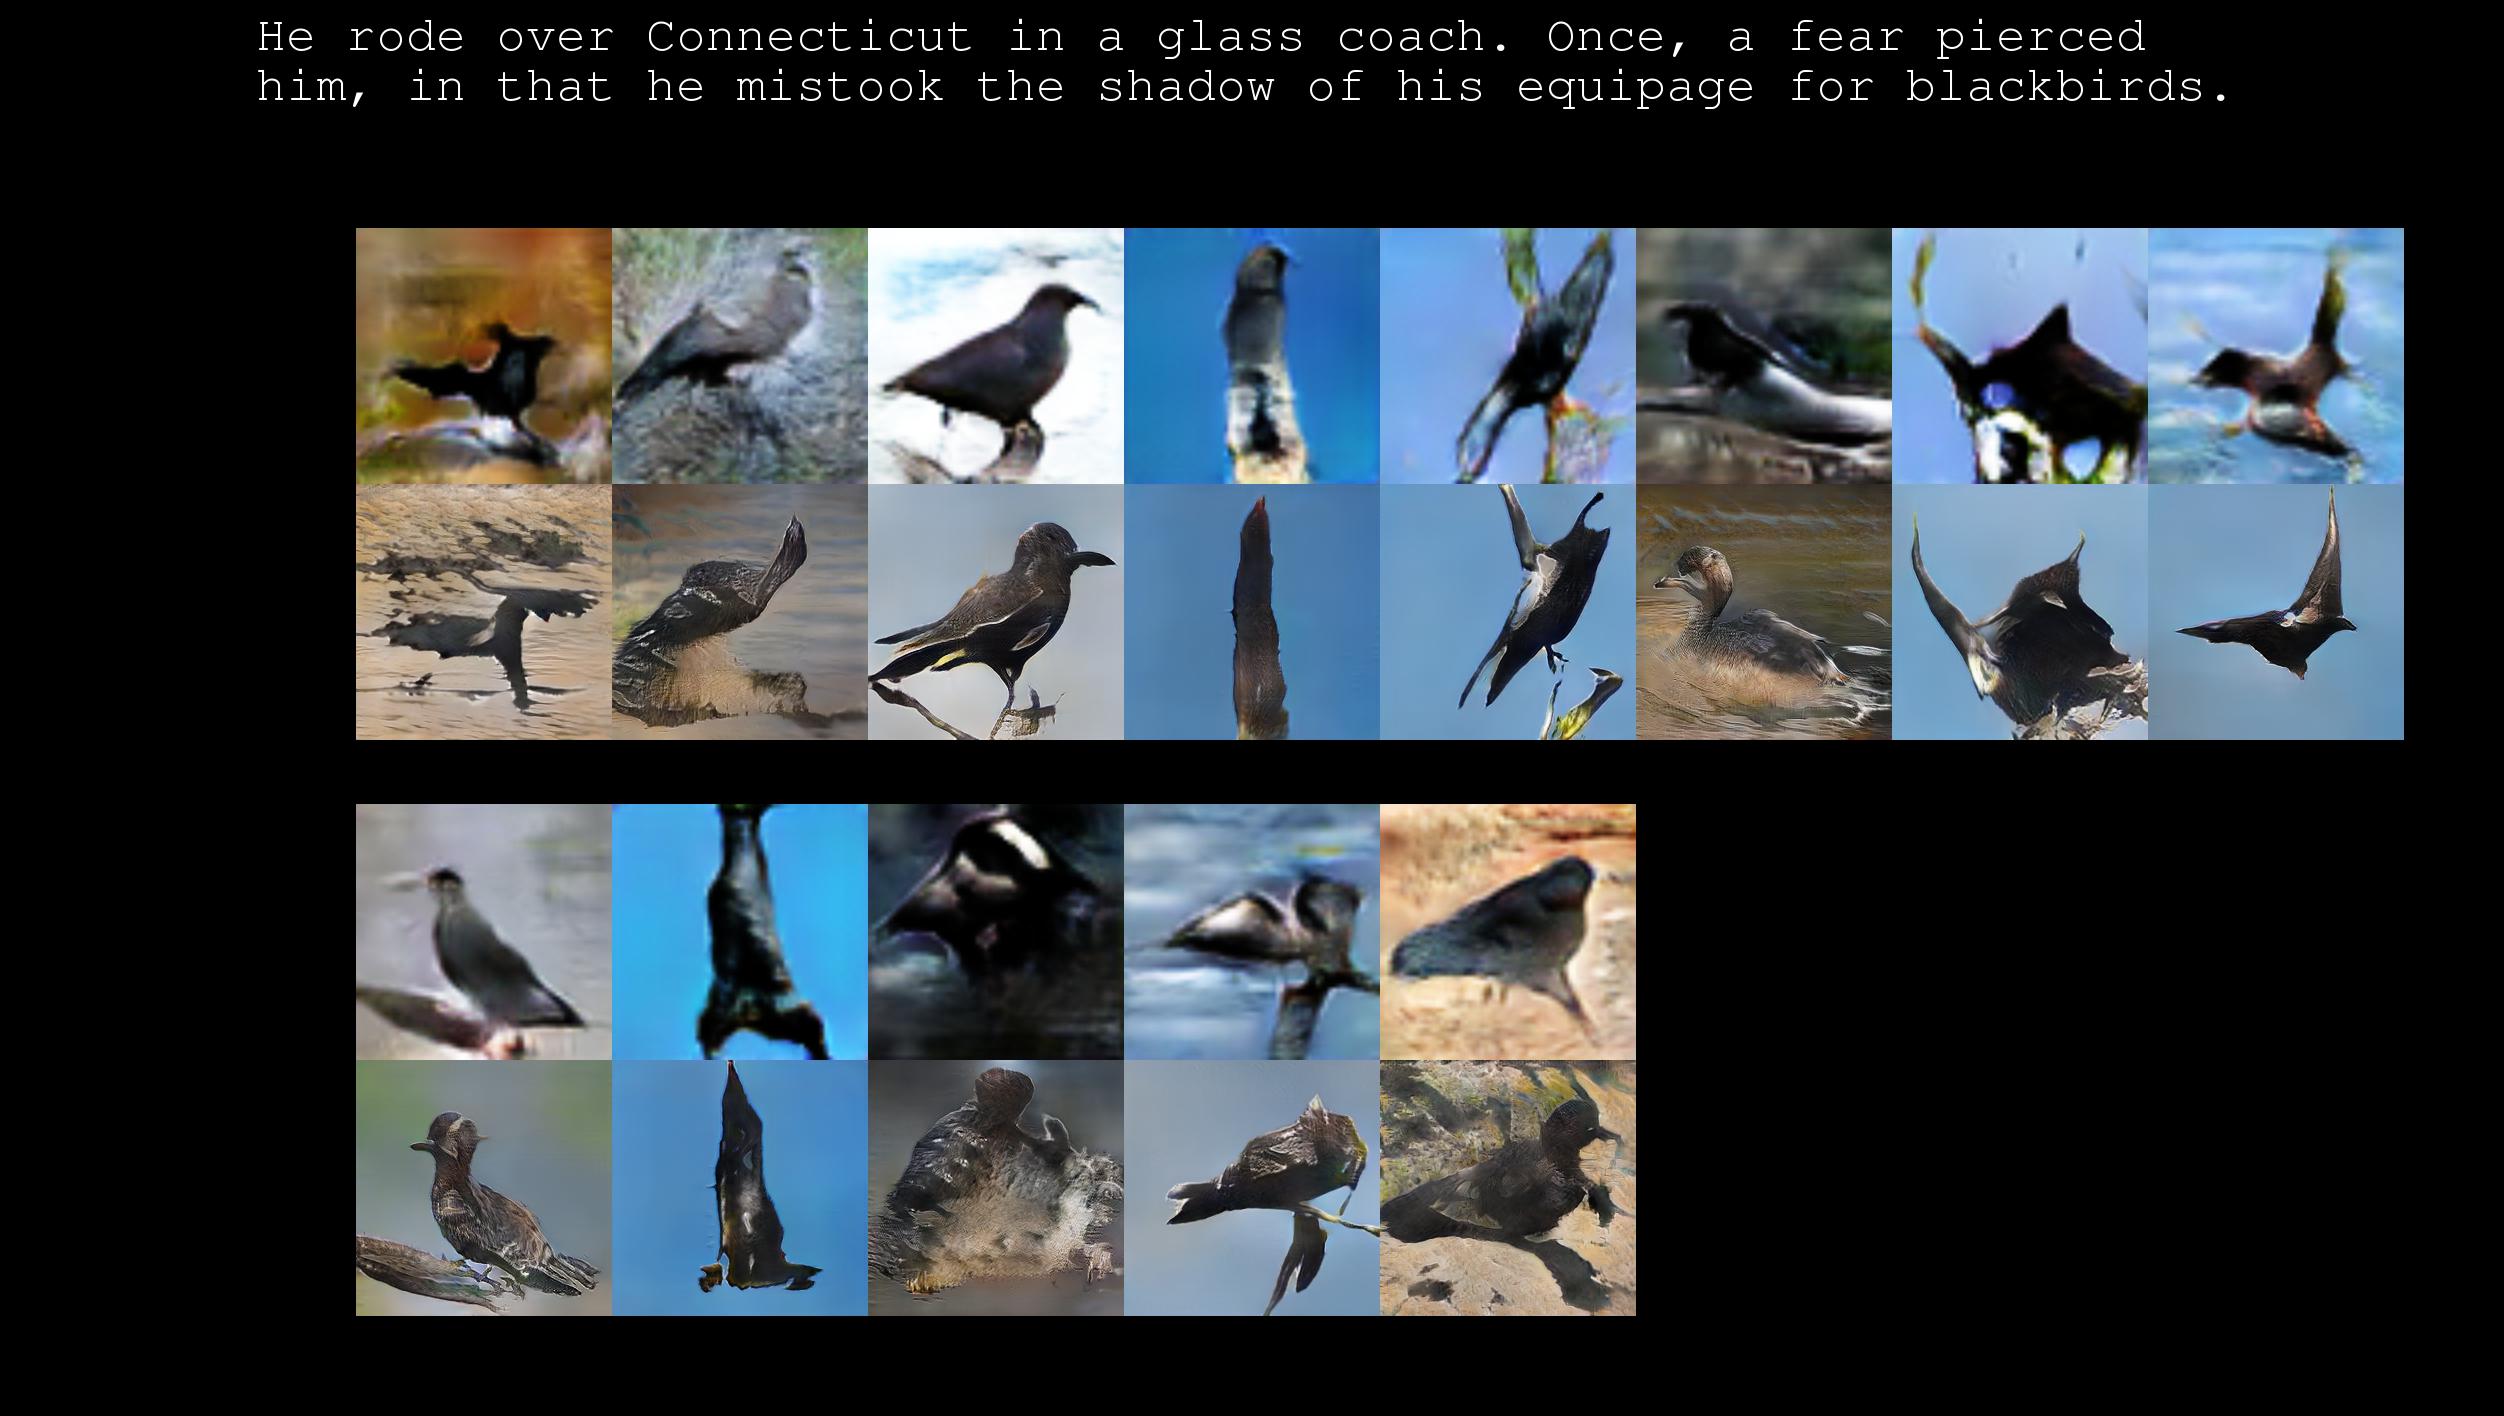 He rode over Connecticut in a glass coach. Once, a fear pierced
him, in that he mistook the shadow of his equipage for blackbirds.